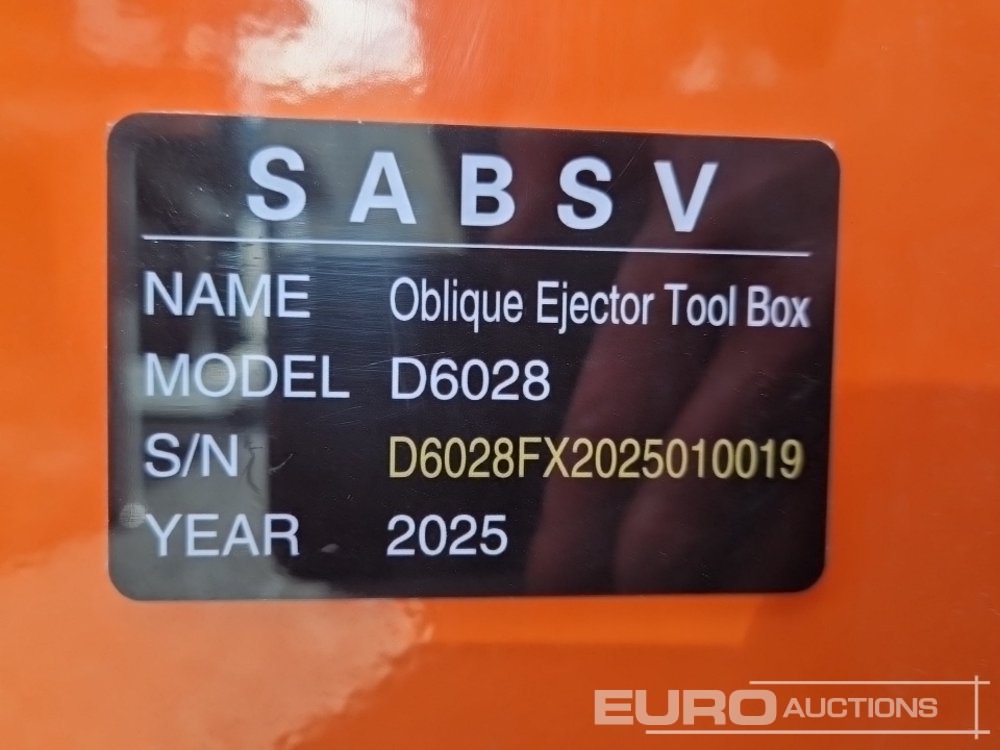 SABSV
NAME Oblique Ejector Tool Box
MODEL D6028
S/N D6028FX2025010019
YEAR 2025
EURO AUCTIONS